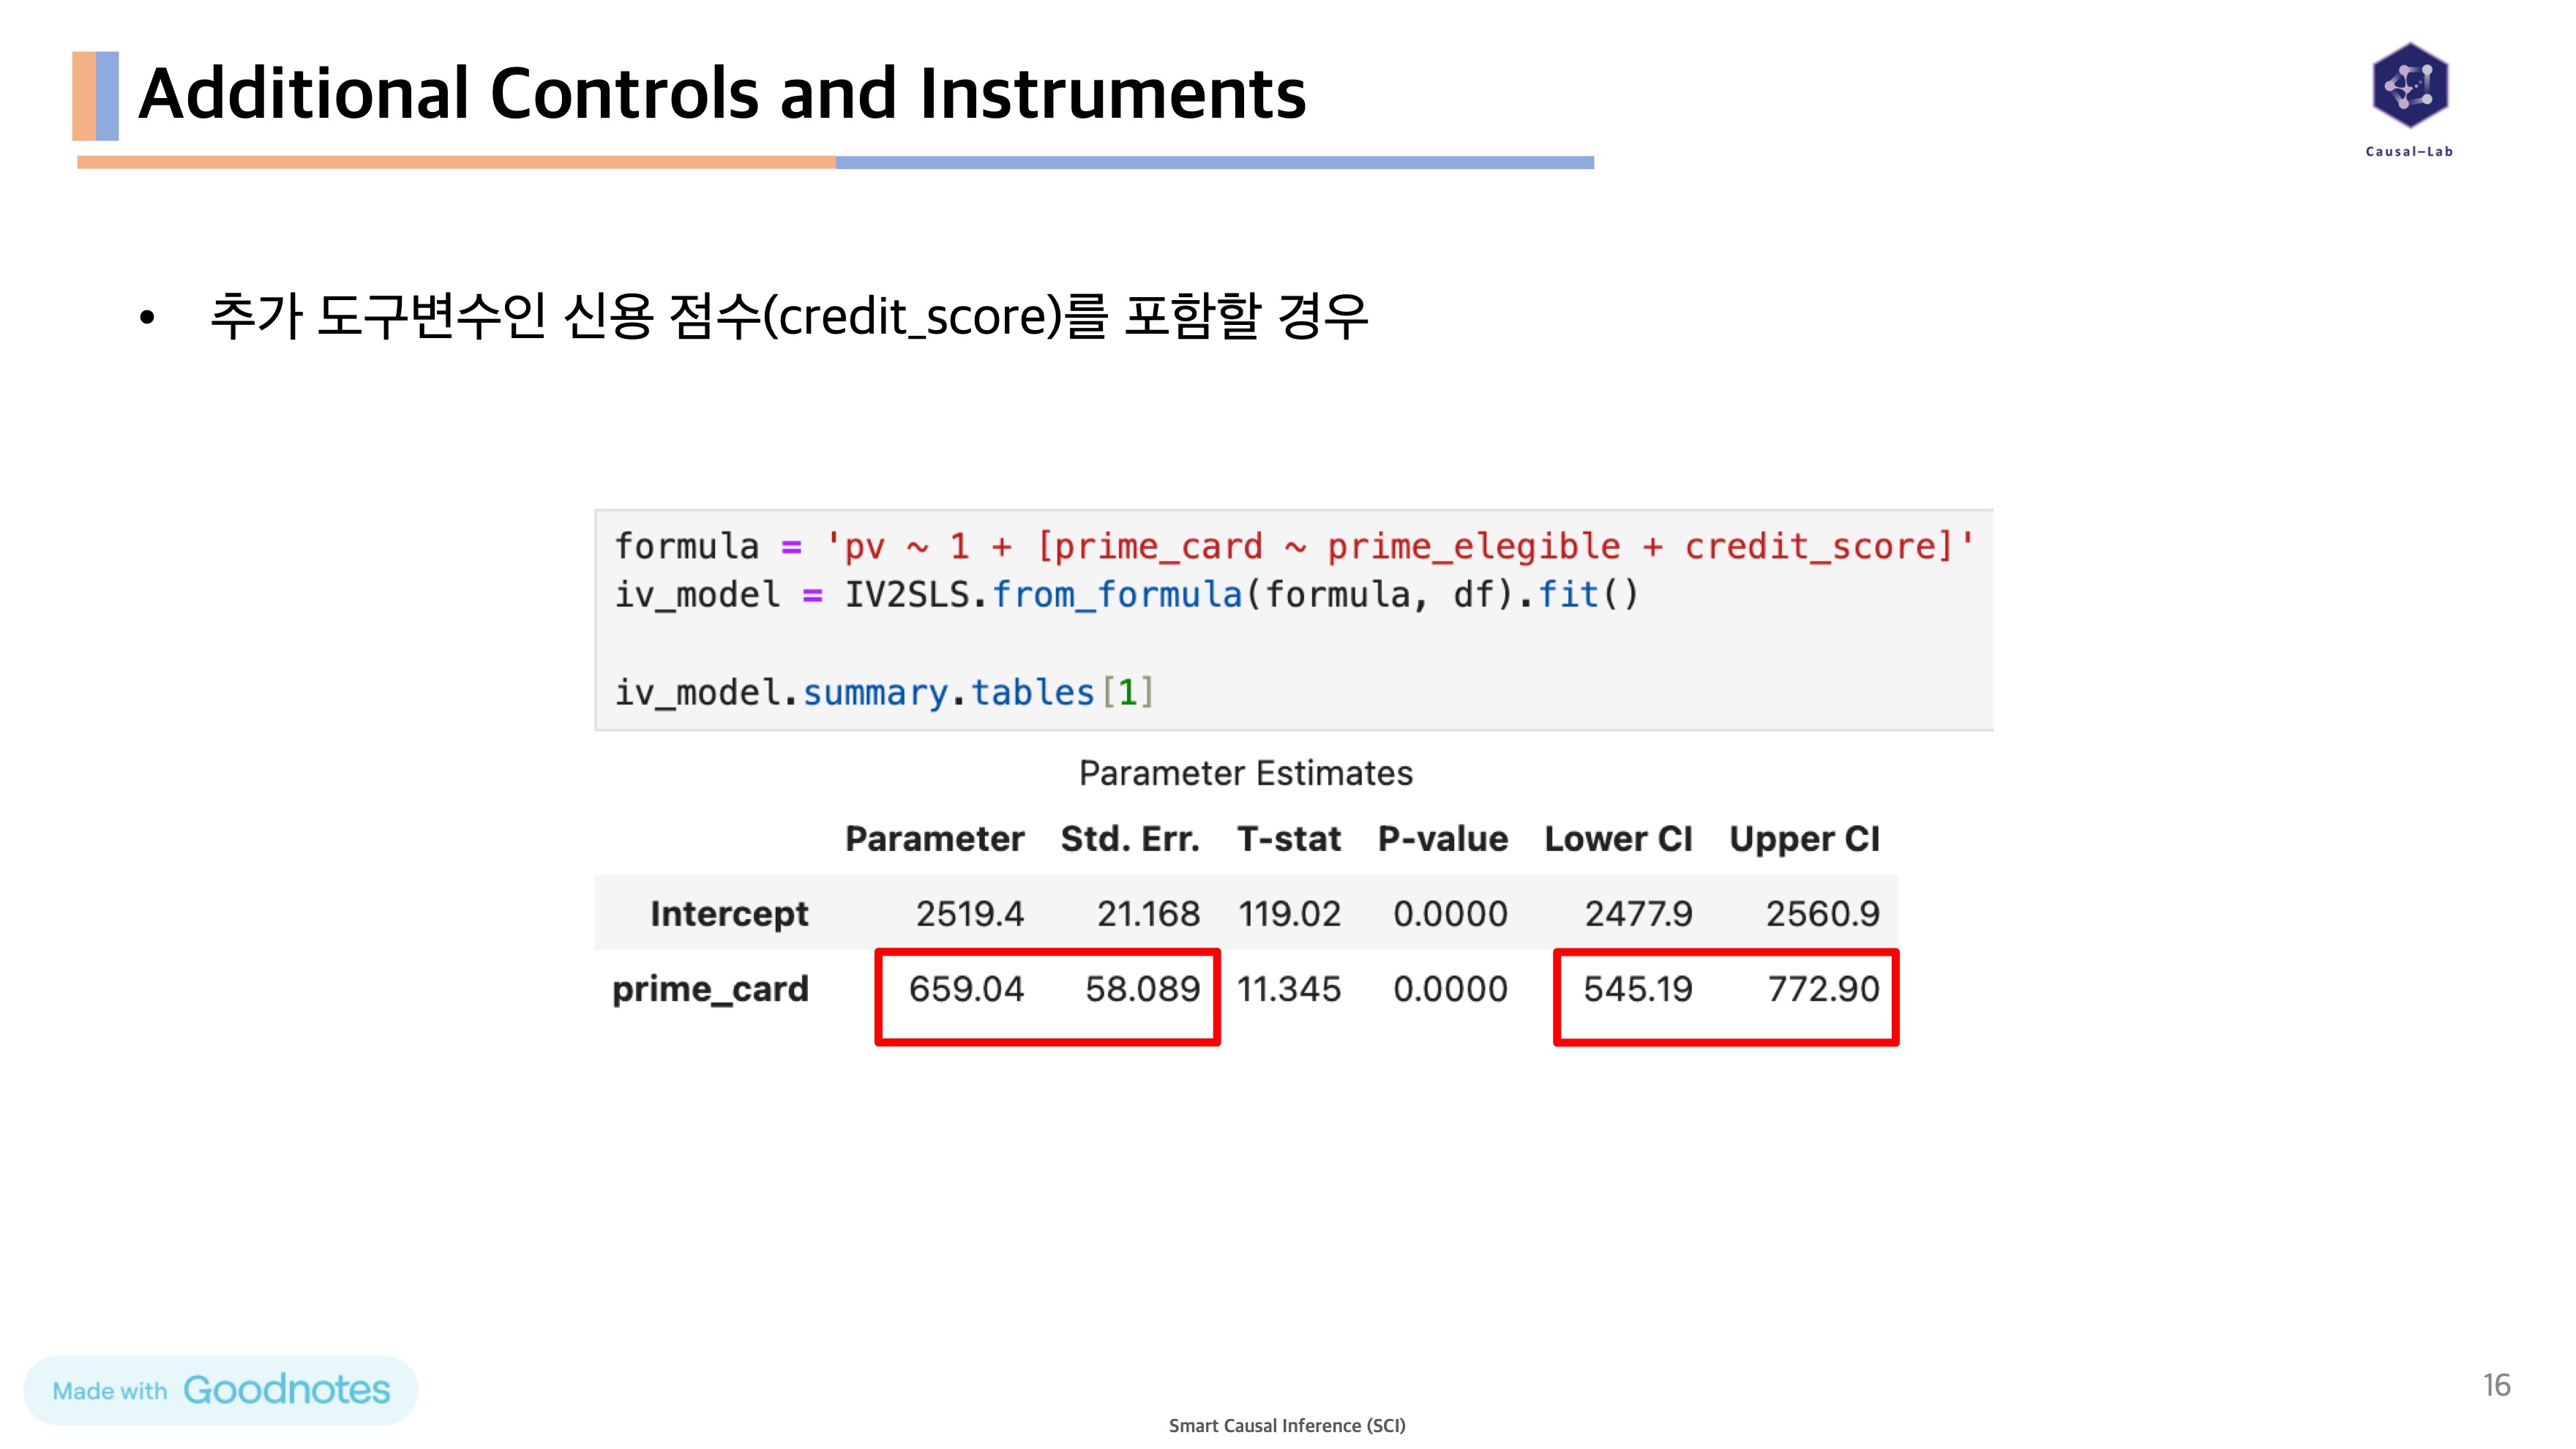 Additional Controls and Instruments
Causal-Lab
• 추가 도구변수인 신용 점수(credit_score)를 포함할 경우
formula = 'pv ~ 1 + [prime_card ~ prime_elegible + credit_score]'
iv_model = IV2SLS.from_formula(formula, df).fit()
iv_model.summary.tables[1]
Parameter Estimates
Parameter Std. Err. T-stat P-value Lower CI Upper CI
Intercept 2519.4 21.168 119.02 0.0000 2477.9 2560.9
prime_card 659.04 58.089 11.345 0.0000 545.19 772.90
Made with Goodnotes
16
Smart Causal Inference (SCI)